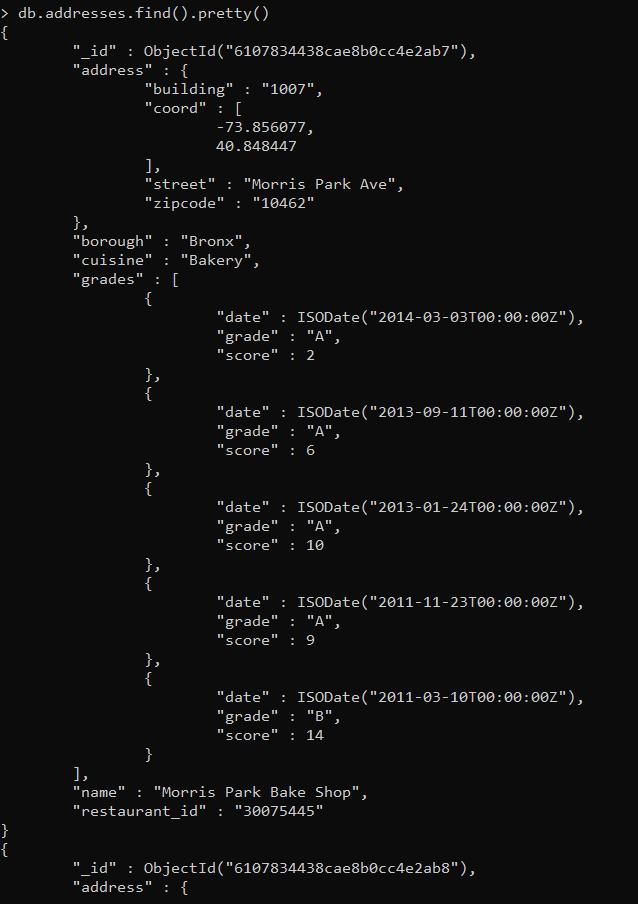 > db.addresses.find().pretty()
{
        "_id" : ObjectId("6107834438cae8b0cc4e2ab7"),
        "address" : {
                "building" : "1007",
                "coord" : [
                        -73.856077,
                        40.848447
                ],
                "street" : "Morris Park Ave",
                "zipcode" : "10462"
        },
        "borough" : "Bronx",
        "cuisine" : "Bakery",
        "grades" : [
                {
                        "date" : ISODate("2014-03-03T00:00:00Z"),
                        "grade" : "A",
                        "score" : 2
                },
                {
                        "date" : ISODate("2013-09-11T00:00:00Z"),
                        "grade" : "A",
                        "score" : 6
                },
                {
                        "date" : ISODate("2013-01-24T00:00:00Z"),
                        "grade" : "A",
                        "score" : 10
                },
                {
                        "date" : ISODate("2011-11-23T00:00:00Z"),
                        "grade" : "A",
                        "score" : 9
                },
                {
                        "date" : ISODate("2011-03-10T00:00:00Z"),
                        "grade" : "B",
                        "score" : 14
                }
        ],
        "name" : "Morris Park Bake Shop",
        "restaurant_id" : "30075445"
}
{
        "_id" : ObjectId("6107834438cae8b0cc4e2ab8"),
        "address" : {